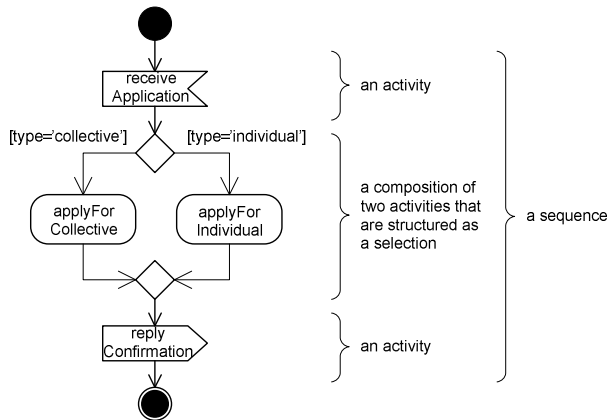 receive
Application
an activity
[type='collective']
[type='individual']
applyFor
Collective
applyFor
Individual
a composition of
two activities that
are structured as
a selection
a sequence
reply
Confirmation
an activity